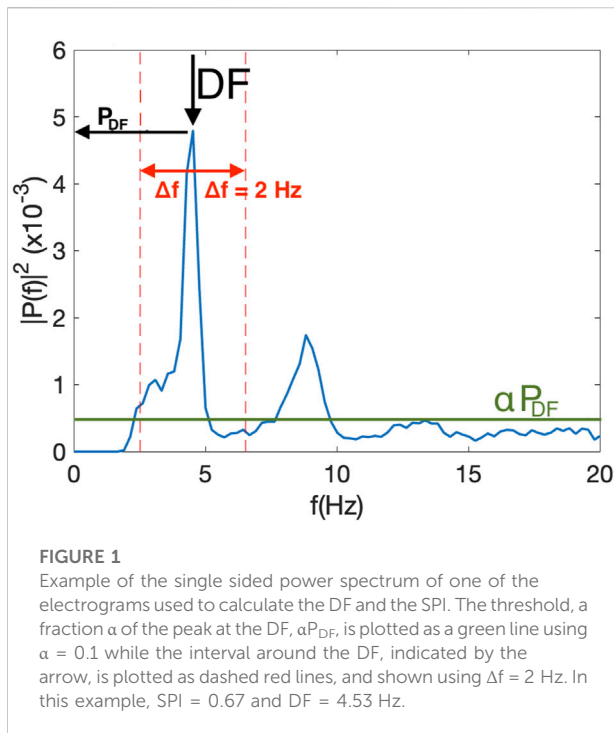 6
DF
5
P_DF
4
Δf
Δf = 2 Hz
3
2
1
αP_DF
0
|P(f)|² (x10⁻³)
0 5 10 15 20
f(Hz)
FIGURE 1
Example of the single sided power spectrum of one of the
electrograms used to calculate the DF and the SPI. The threshold, a
fraction α of the peak at the DF, αP_DF, is plotted as a green line using
α = 0.1 while the interval around the DF, indicated by the
arrow, is plotted as dashed red lines, and shown using Δf = 2 Hz. In
this example, SPI = 0.67 and DF = 4.53 Hz.